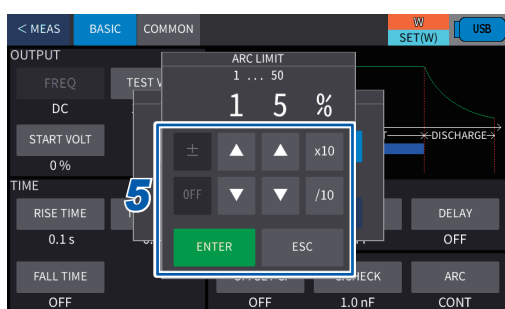 < MEAS BASIC COMMON W SET(W) USB
OUTPUT
ARC LIMIT
1 ... 50
1 5 %
FREQ TEST V
DC
START VOLT
0 %
± x10
OFF /10
ENTER ESC
5
DISCHARGE
TIME
RISE TIME DELAY
0.1 s OFF
FALL TIME ARC
OFF OFF 1.0 nF CONT